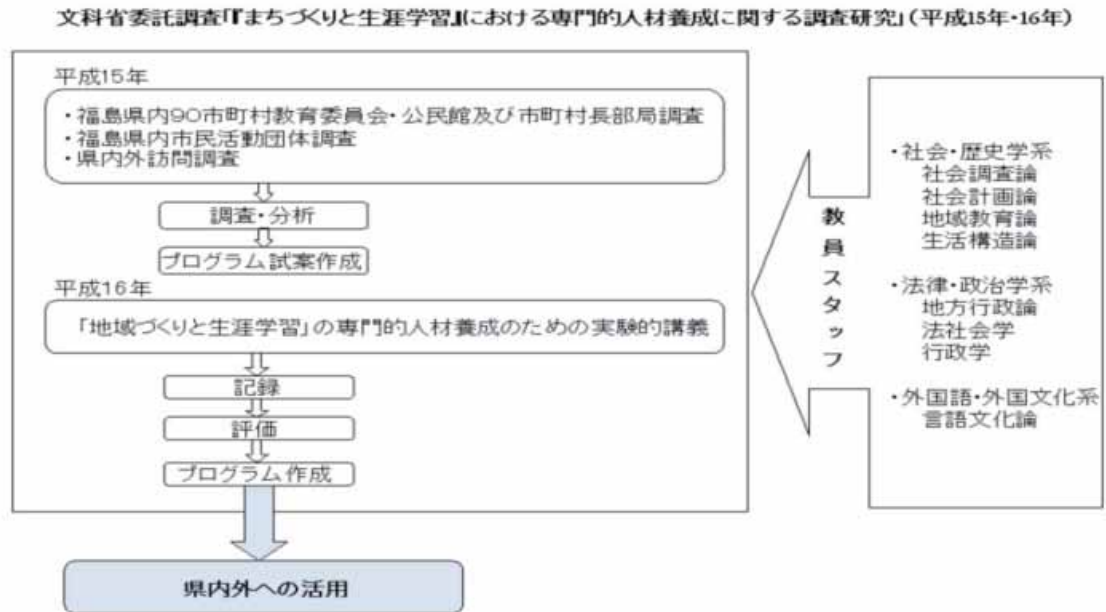 文科省委託調査「『まちづくりと生涯学習』における専門的人材養成に関する調査研究」(平成15年・16年)
平成15年
・福島県内90市町村教育委員会・公民館及び市町村長部局調査
・福島県内市民活動団体調査
・県内外訪問調査
調査・分析
プログラム試案作成
平成16年
「地域づくりと生涯学習」の専門的人材養成のための実験的講義
記録
評価
プログラム作成
県内外への活用
教員スタッフ
・社会・歴史学系
社会調査論
社会計画論
地域教育論
生活構造論
・法律・政治学系
地方行政論
法社会学
行政学
・外国語・外国文化系
言語文化論